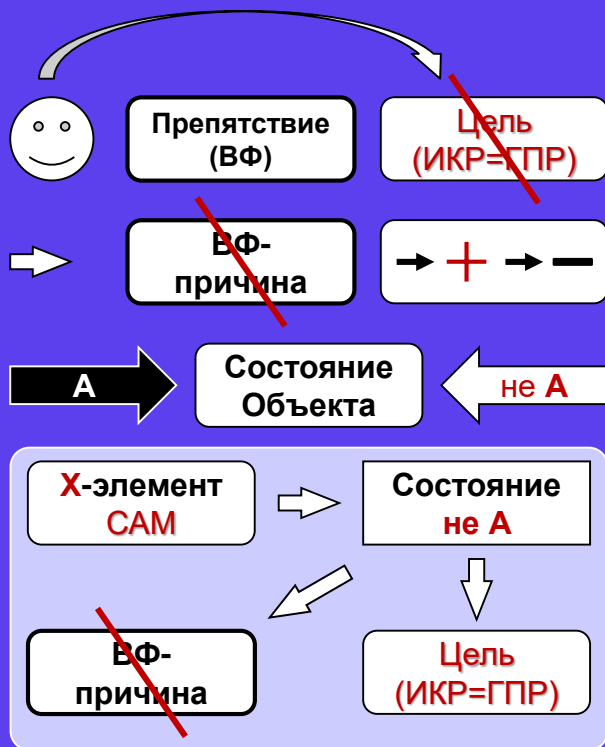 Препятствие
(ВФ)
Цель
(ИКР=ГПР)
ВФ-
причина
А
Состояние
Объекта
не А
Х-элемент
САМ
Состояние
не А
ВФ-
причина
Цель
(ИКР=ГПР)